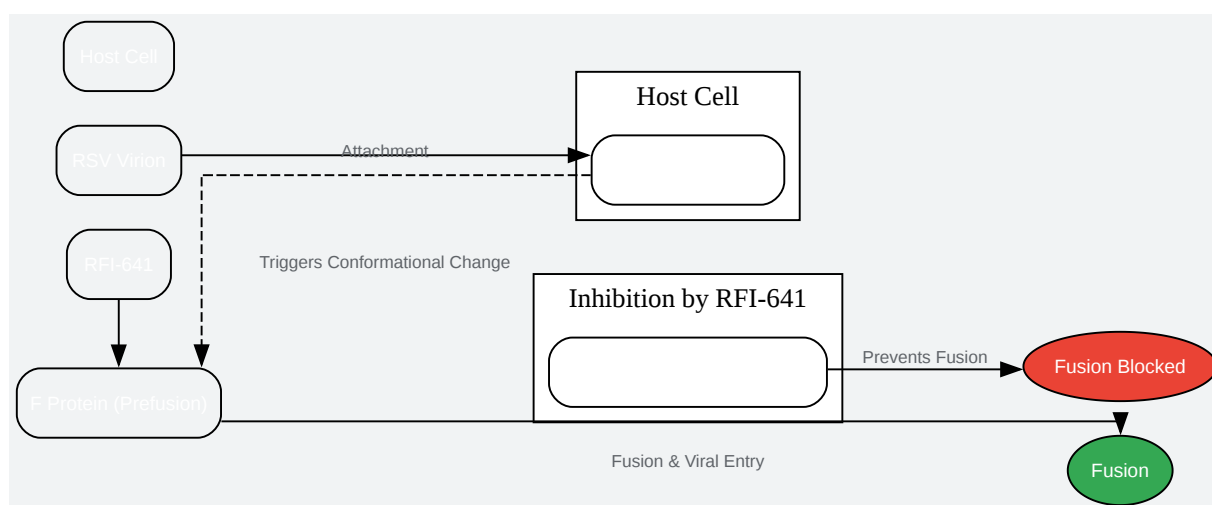 Host Cell
Host Cell
RSV Virion
Attachment
RFI-641
Triggers Conformational Change
Inhibition by RFI-641
Prevents Fusion
Fusion Blocked
F Protein (Prefusion)
Fusion & Viral Entry
Fusion